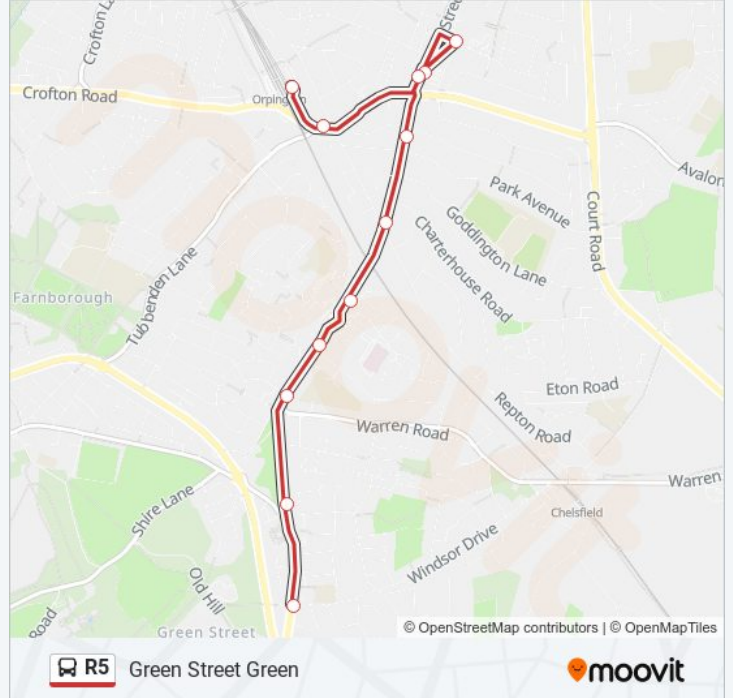 Crofton L
Street
Crofton Road
Orpington
Avalon
Park Avenue
Goddington Lane
Court Road
Charterhouse Road
Farnborough
Tubbenden Lane
Eton Road
Repton Road
Warren Road
Warren
Shire Lane
Chelsfield
Windsor Drive
Old Hill
Road
Green Street
© OpenStreetMap contributors | © OpenMapTiles
R5 Green Street Green
moovit